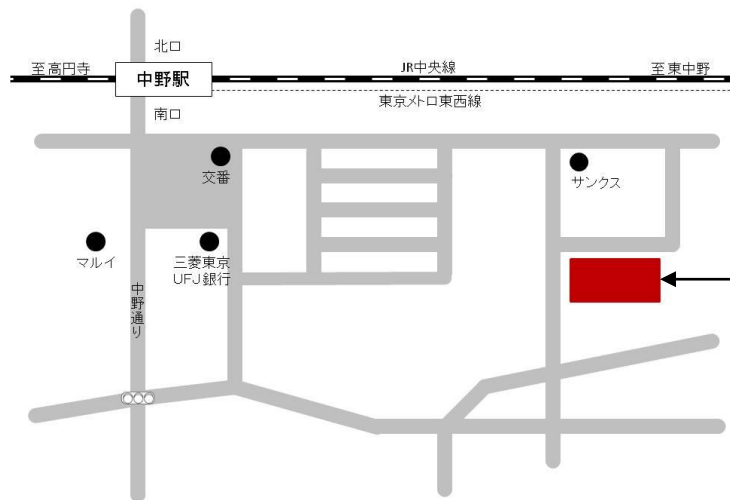 北口
至高円寺
中野駅
JR中央線
至東中野
東京メトロ東西線
南口
交番
サンクス
マルイ
三菱東京
UFJ銀行
中野通り